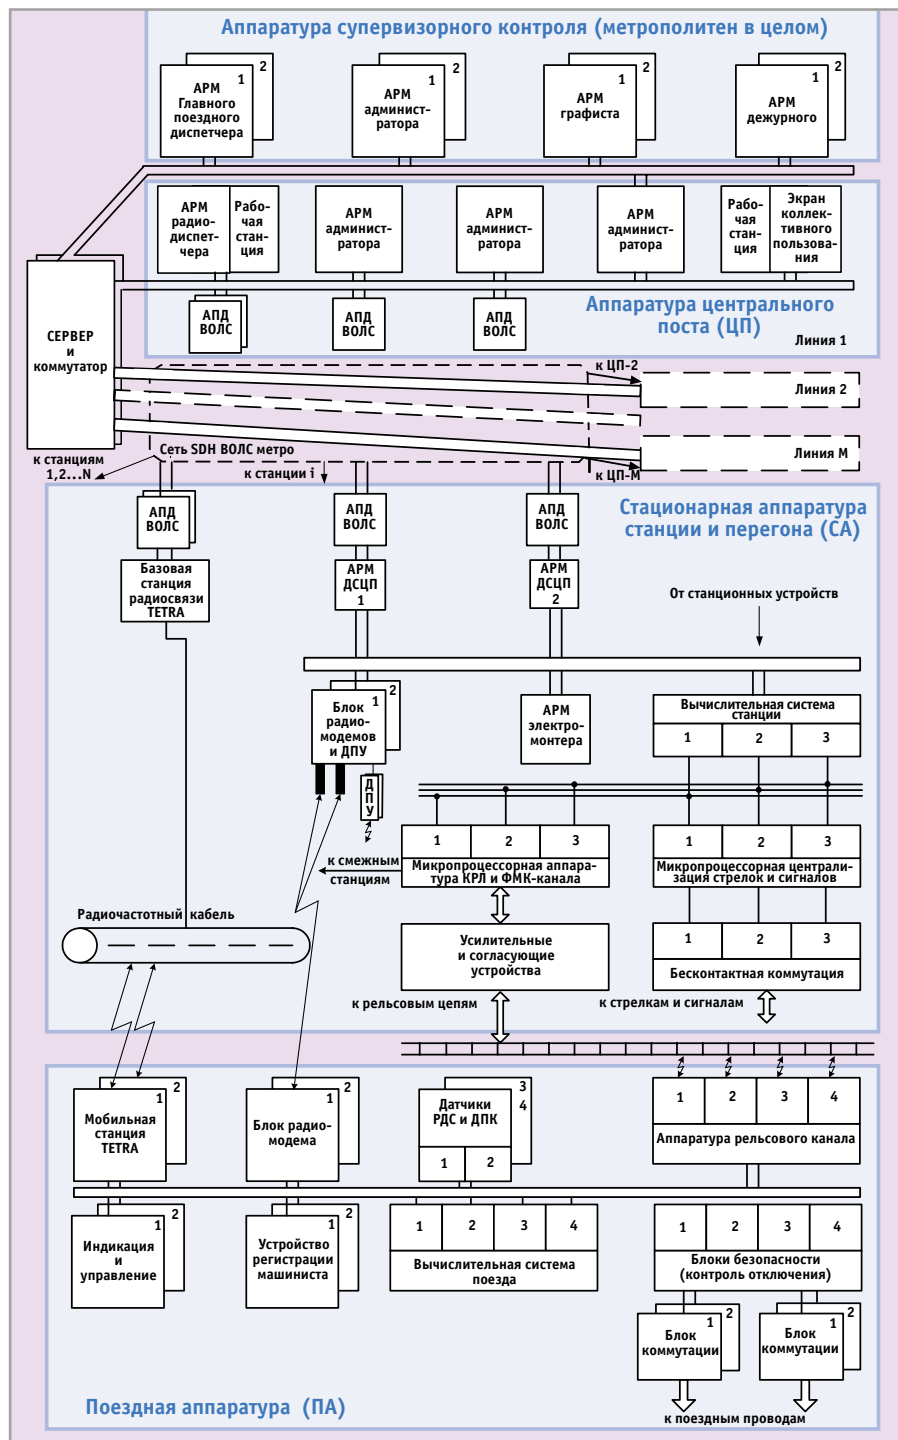 Аппаратура супервизорного контроля (метрополитен в целом)
1
2
АРМ
Главного
поездного
диспетчера
1
2
АРМ
админист-
ратора
1
2
АРМ
графиста
1
2
АРМ
дежурного
АРМ
радио-
диспет-
чера
Рабо-
чая
стан-
ция
АРМ
админист-
ратора
АРМ
админист-
ратора
АРМ
админист-
ратора
Рабо-
чая
стан-
ция
Экран
коллек-
тивного
пользова-
ния
АПД
ВОЛС
АПД
ВОЛС
АПД
ВОЛС
Аппаратура центрального
поста (ЦП)
Линия 1
СЕРВЕР
и
коммутатор
к ЦП-2
Линия 2
Линия М
к ЦП-М
к станциям
1,2...N
Сеть SDH ВОЛС метро
к станции i
Стационарная аппаратура
станции и перегона (СА)
АПД
ВОЛС
АПД
ВОЛС
АПД
ВОЛС
Базовая
станция
радиосвязи
TETRA
АРМ
ДСЦП
1
АРМ
ДСЦП
2
От станционных устройств
1
2
Блок
радио-
модемов
и ДПУ
АРМ
электро-
монтера
Вычислительная система
станции
1 2 3
Д
П
У
к смежным
станциям
1 2 3
Микропроцессорная аппара-
тура КРЛ и ФМК-канала
1 2 3
Микропроцессорная централи-
зация стрелок и сигналов
Радиочастотный кабель
Усилительные
и согласующие
устройства
1 2 3
Бесконтактная коммутация
к рельсовым цепям
к стрелкам и сигналам
1
2
Мобильная
станция
TETRA
1
2
Блок радио-
модема
3
4
Датчики
РДС и ДПК
1 2
1 2 3 4
Аппаратура рельсового канала
1
2
Индикация
и
управление
1
2
Устройство
регистрации
машиниста
1 2 3 4
Вычислительная система
поезда
1 2 3 4
Блоки безопасности
(контроль отключения)
1
2
Блок
коммутации
1
2
Блок
коммутации
Поездная аппаратура (ПА)
к поездным проводам